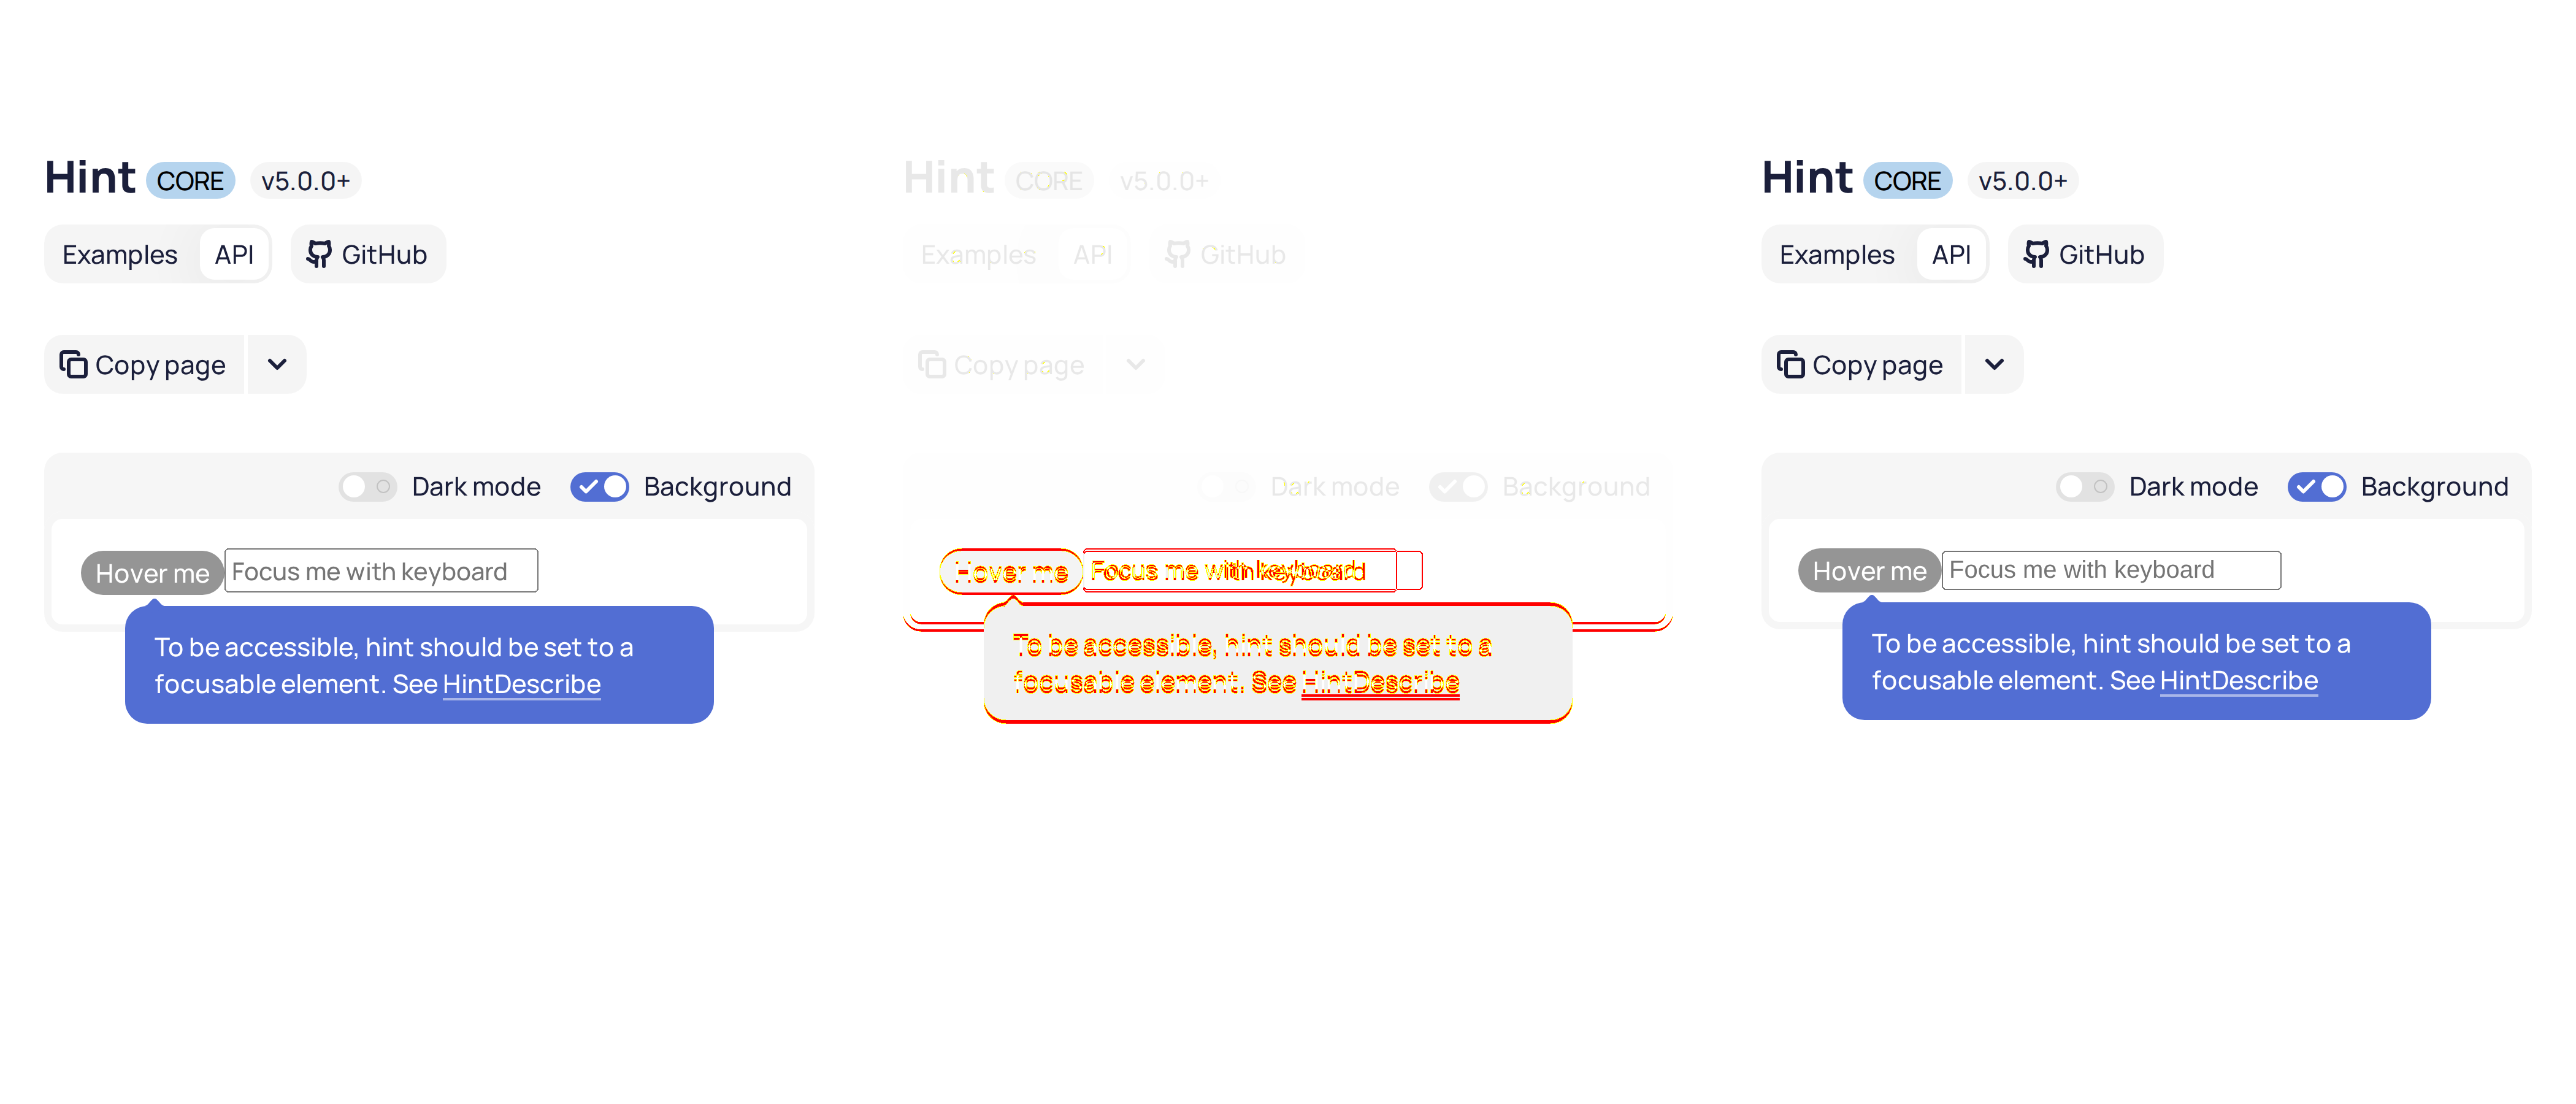 Hint CORE v5.0.0+
Examples API GitHub
Copy page
Dark mode Background
Hover me Focus me with keyboard
To be accessible, hint should be set to a
focusable element. See HintDescribe
Hint CORE v5.0.0+
Examples API GitHub
Copy page
Dark mode Background
Hover me Focus me with keyboard
To be accessible, hint should be set to a
focusable element. See HintDescribe
Hint CORE v5.0.0+
Examples API GitHub
Copy page
Dark mode Background
Hover me Focus me with keyboard
To be accessible, hint should be set to a
focusable element. See HintDescribe